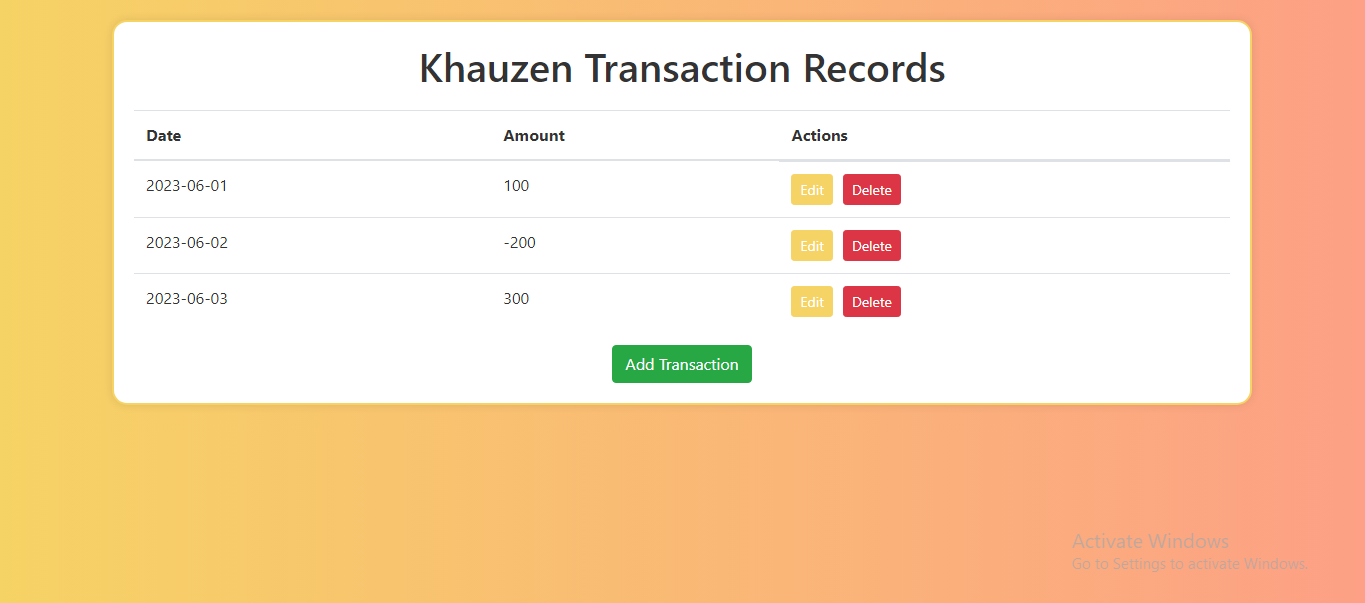 Khauzen Transaction Records
Date Amount Actions
2023-06-01 100 Edit Delete
2023-06-02 -200 Edit Delete
2023-06-03 300 Edit Delete
Add Transaction
Activate Windows
Go to Settings to activate Windows.